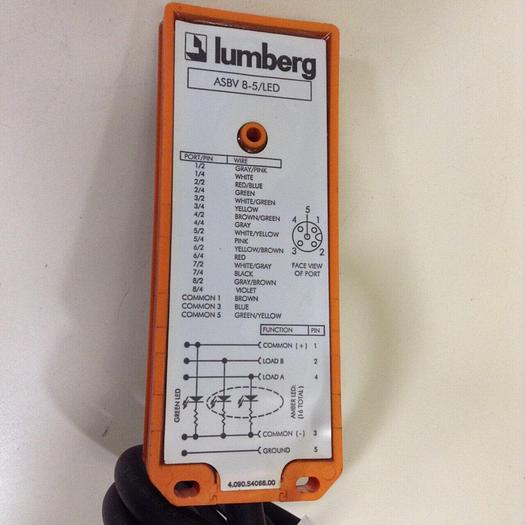 lumberg
ASBV 8-5/LED
PORT/PIN WIRE
1/2 GRAY/PINK
1/4 WHITE
2/2 RED/BLUE
2/4 GREEN
3/2 WHITE/GREEN
3/4 YELLOW
4/2 BROWN/GREEN
4/4 GRAY
5/2 WHITE/YELLOW
5/4 PINK
6/2 YELLOW/BROWN
6/4 RED
7/2 WHITE/GRAY
7/4 BLACK
8/2 GRAY/BROWN
8/4 VIOLET
COMMON 1 BROWN
COMMON 3 BLUE
COMMON 5 GREEN/YELLOW
5
4 1
3 2
FACE VIEW
OF PORT
FUNCTION PIN
COMMON (+) 1
LOAD B 2
LOAD A 4
GREEN LED
AMBER LED:
(16 TOTAL)
COMMON (-) 3
GROUND 5
4.090.S4066.00